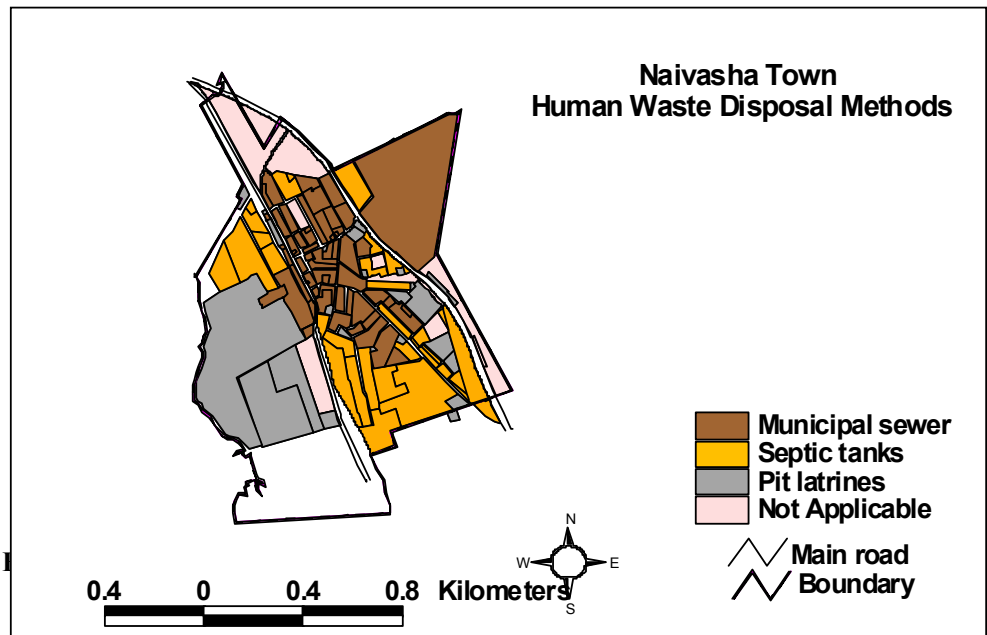 Naivasha Town
Human Waste Disposal Methods
Municipal sewer
Septic tanks
Pit latrines
Not Applicable
Main road
Boundary
N
W E
S
0.4 0 0.4 0.8 Kilometers